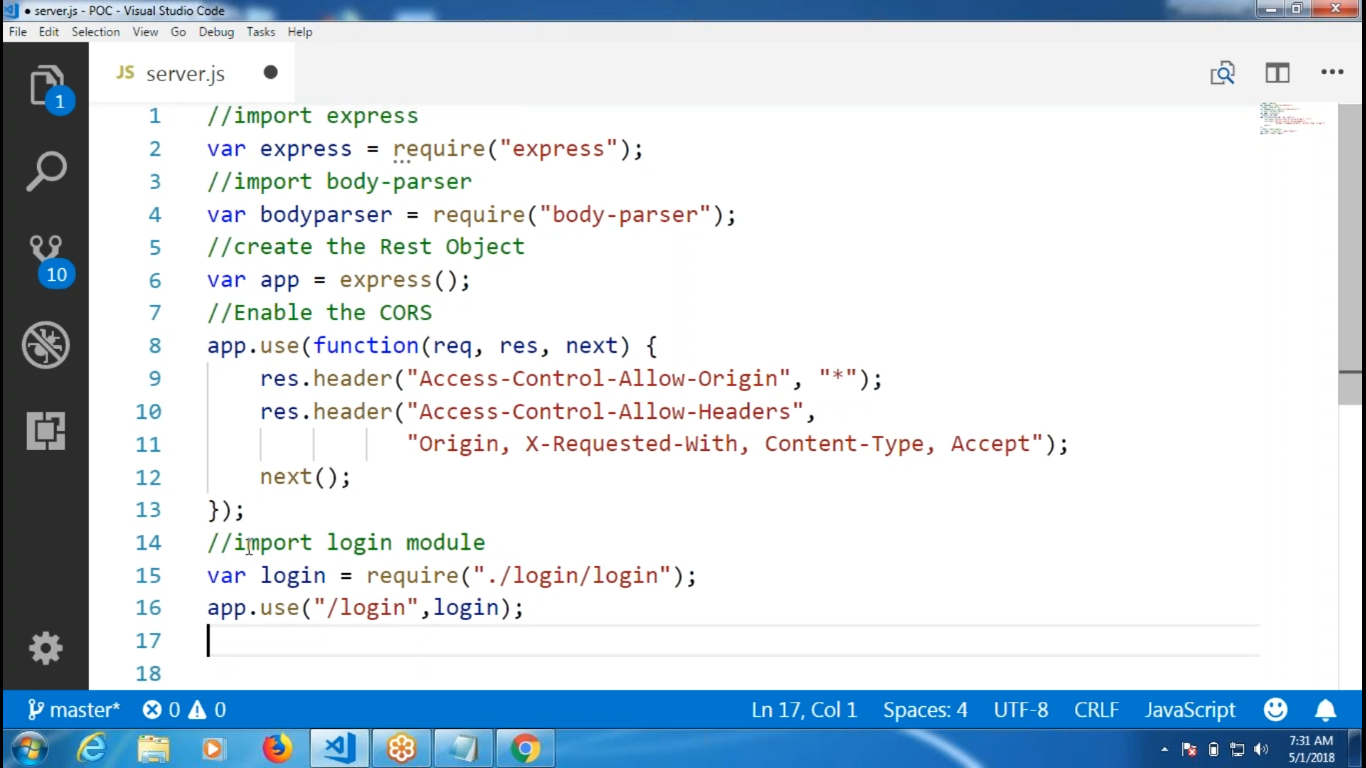 ● server.js - POC - Visual Studio Code
File Edit Selection View Go Debug Tasks Help
JS server.js ●
1 //import express
2 var express = require("express");
3 //import body-parser
4 var bodyparser = require("body-parser");
5 //create the Rest Object
6 var app = express();
7 //Enable the CORS
8 app.use(function(req, res, next) {
9 res.header("Access-Control-Allow-Origin", "*");
10 res.header("Access-Control-Allow-Headers",
11 "Origin, X-Requested-With, Content-Type, Accept");
12 next();
13 });
14 //import login module
15 var login = require("./login/login");
16 app.use("/login",login);
17
18
1
10
master* 0 0 Ln 17, Col 1 Spaces: 4 UTF-8 CRLF JavaScript
7:31 AM
5/1/2018